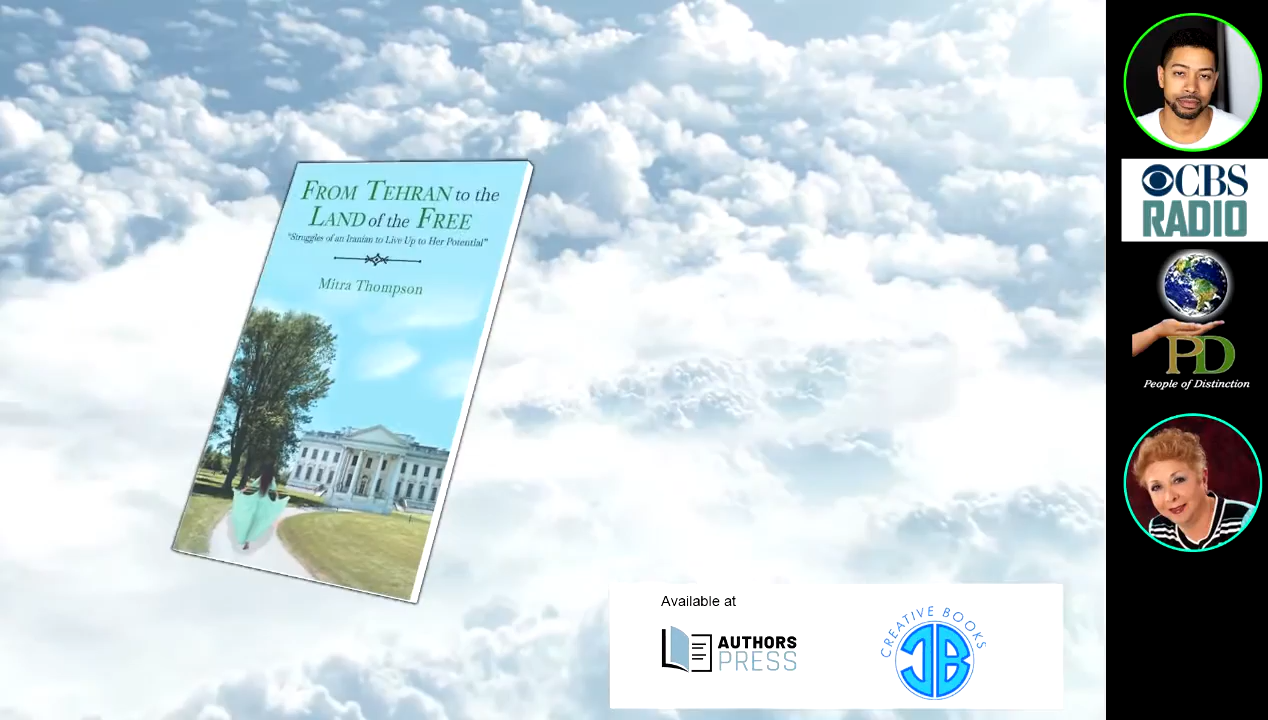 FROM TEHRAN to the
LAND of the FREE
"Struggles of an Iranian to Live Up to Her Potential"
Mitra Thompson
Available at
AUTHORS
PRESS
CREATIVE BOOKS
CB
CBS
RADIO
PD
People of Distinction